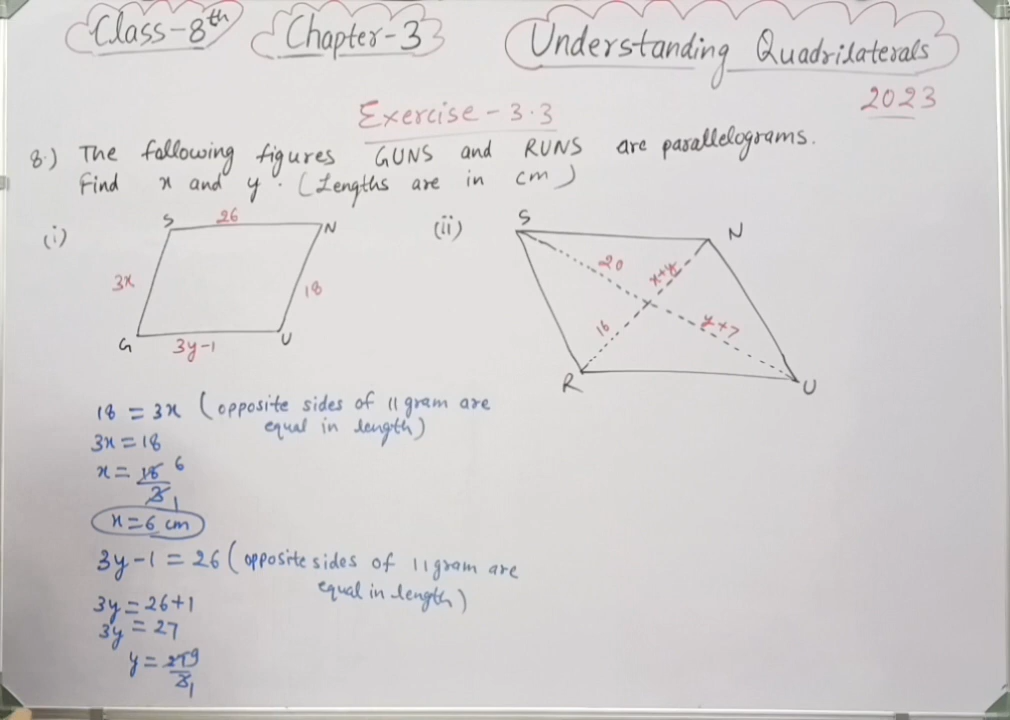 Class-8th Chapter-3 Understanding Quadrilaterals
2023
Exercise-3.3
8.) The following figures GUNS and RUNS are parallelograms.
Find x and y. (Lengths are in cm)
(i)
S 26 N
3x 18
G 3y-1 U
(ii)
S N
20 x+y
16 y+7
R U
18 = 3x (opposite sides of ||gram are
equal in length)
3x = 18
x = 18 6
3 1
x = 6 cm
3y-1 = 26 (opposite sides of ||gram are
equal in length)
3y = 26+1
3y = 27
y = 27 9
3 1